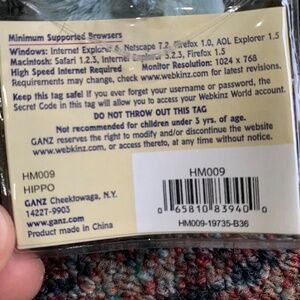 Minimum Supported Browsers
Windows: Internet Explorer 6, Netscape 7.2, Firefox 1.0, AOL Explorer 1.5
Macintosh: Safari 1.2.3, Internet Explorer 5.2.3, Firefox 1.5
High Speed Internet Required Monitor Resolution: 1024 x 768
Requirements may change, check www.webkinz.com for latest revisions.
Keep this tag safe! If you ever forget your username or password, the
Secret Code in this tag will allow you to access your Webkinz World account.
DO NOT THROW OUT THIS TAG
Not recommended for children under 3 yrs. of age.
GANZ reserves the right to modify and/or discontinue the website
www.webkinz.com, or access thereto, at any time without notice.
HM009
HIPPO
GANZ Cheektowaga, N.Y.
14227-9903
www.ganz.com
Product made in China
HM009
0 65810 83940 0
HM009-19735-B36